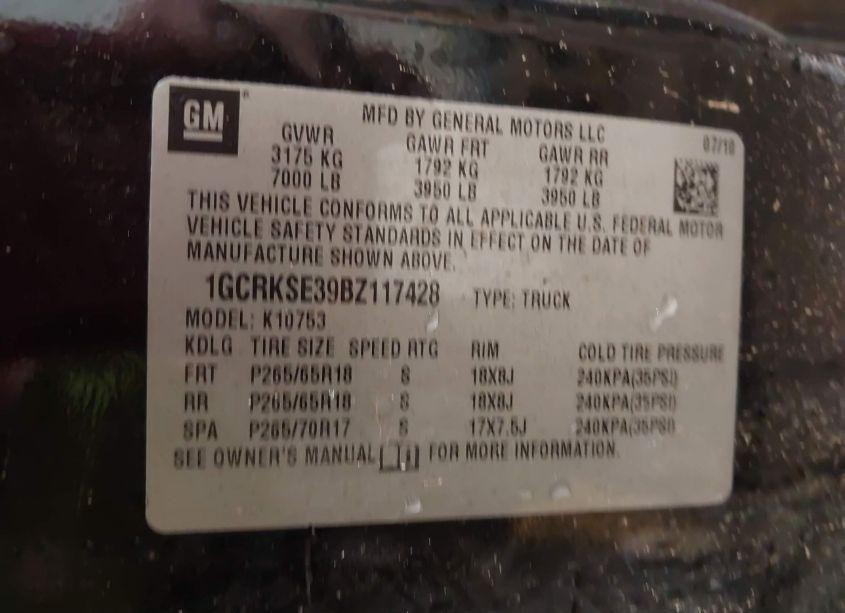 GM
MFD BY GENERAL MOTORS LLC
07/10
GVWR GAWR FRT GAWR RR
3175 KG 1792 KG 1792 KG
7000 LB 3950 LB 3950 LB
THIS VEHICLE CONFORMS TO ALL APPLICABLE U.S. FEDERAL MOTOR
VEHICLE SAFETY STANDARDS IN EFFECT ON THE DATE OF
MANUFACTURE SHOWN ABOVE.
1GCRKSE39BZ117428 TYPE: TRUCK
MODEL: K10753
KDLG TIRE SIZE SPEED RTG RIM COLD TIRE PRESSURE
FRT P265/65R18 S 18X8J 240KPA(35PSI)
RR P265/65R18 S 18X8J 240KPA(35PSI)
SPA P265/70R17 S 17X7.5J 240KPA(35PSI)
SEE OWNER'S MANUAL FOR MORE INFORMATION.